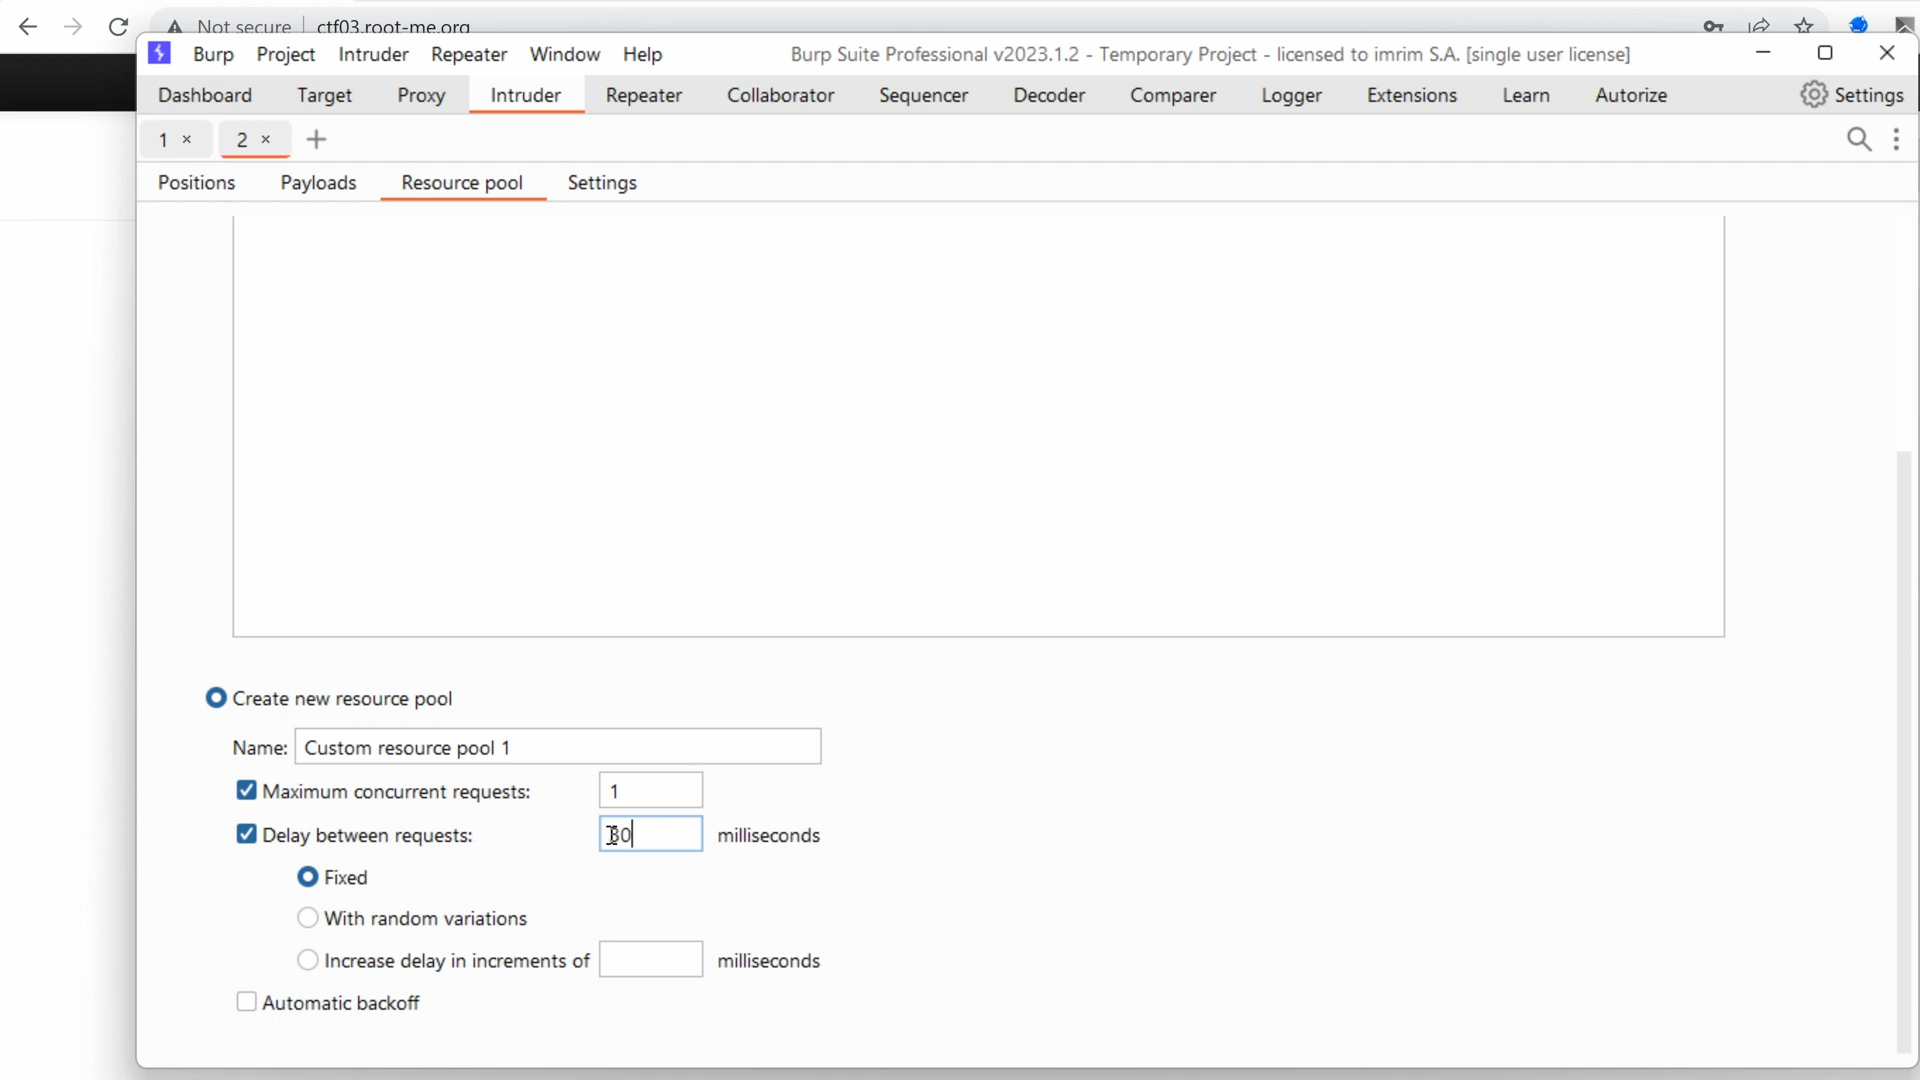 Not secure | ctf03.root-me.org
Burp Project Intruder Repeater Window Help Burp Suite Professional v2023.1.2 - Temporary Project - licensed to imrim S.A. [single user license]
Dashboard Target Proxy Intruder Repeater Collaborator Sequencer Decoder Comparer Logger Extensions Learn Autorize Settings
1 × 2 × +
Positions Payloads Resource pool Settings
Create new resource pool
Name: Custom resource pool 1
Maximum concurrent requests: 1
Delay between requests: milliseconds
Fixed
With random variations
Increase delay in increments of milliseconds
Automatic backoff